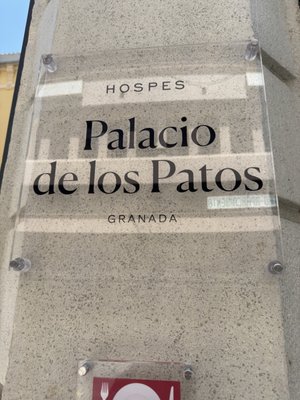 HOSPES
Palacio
de los Patos
GRANADA